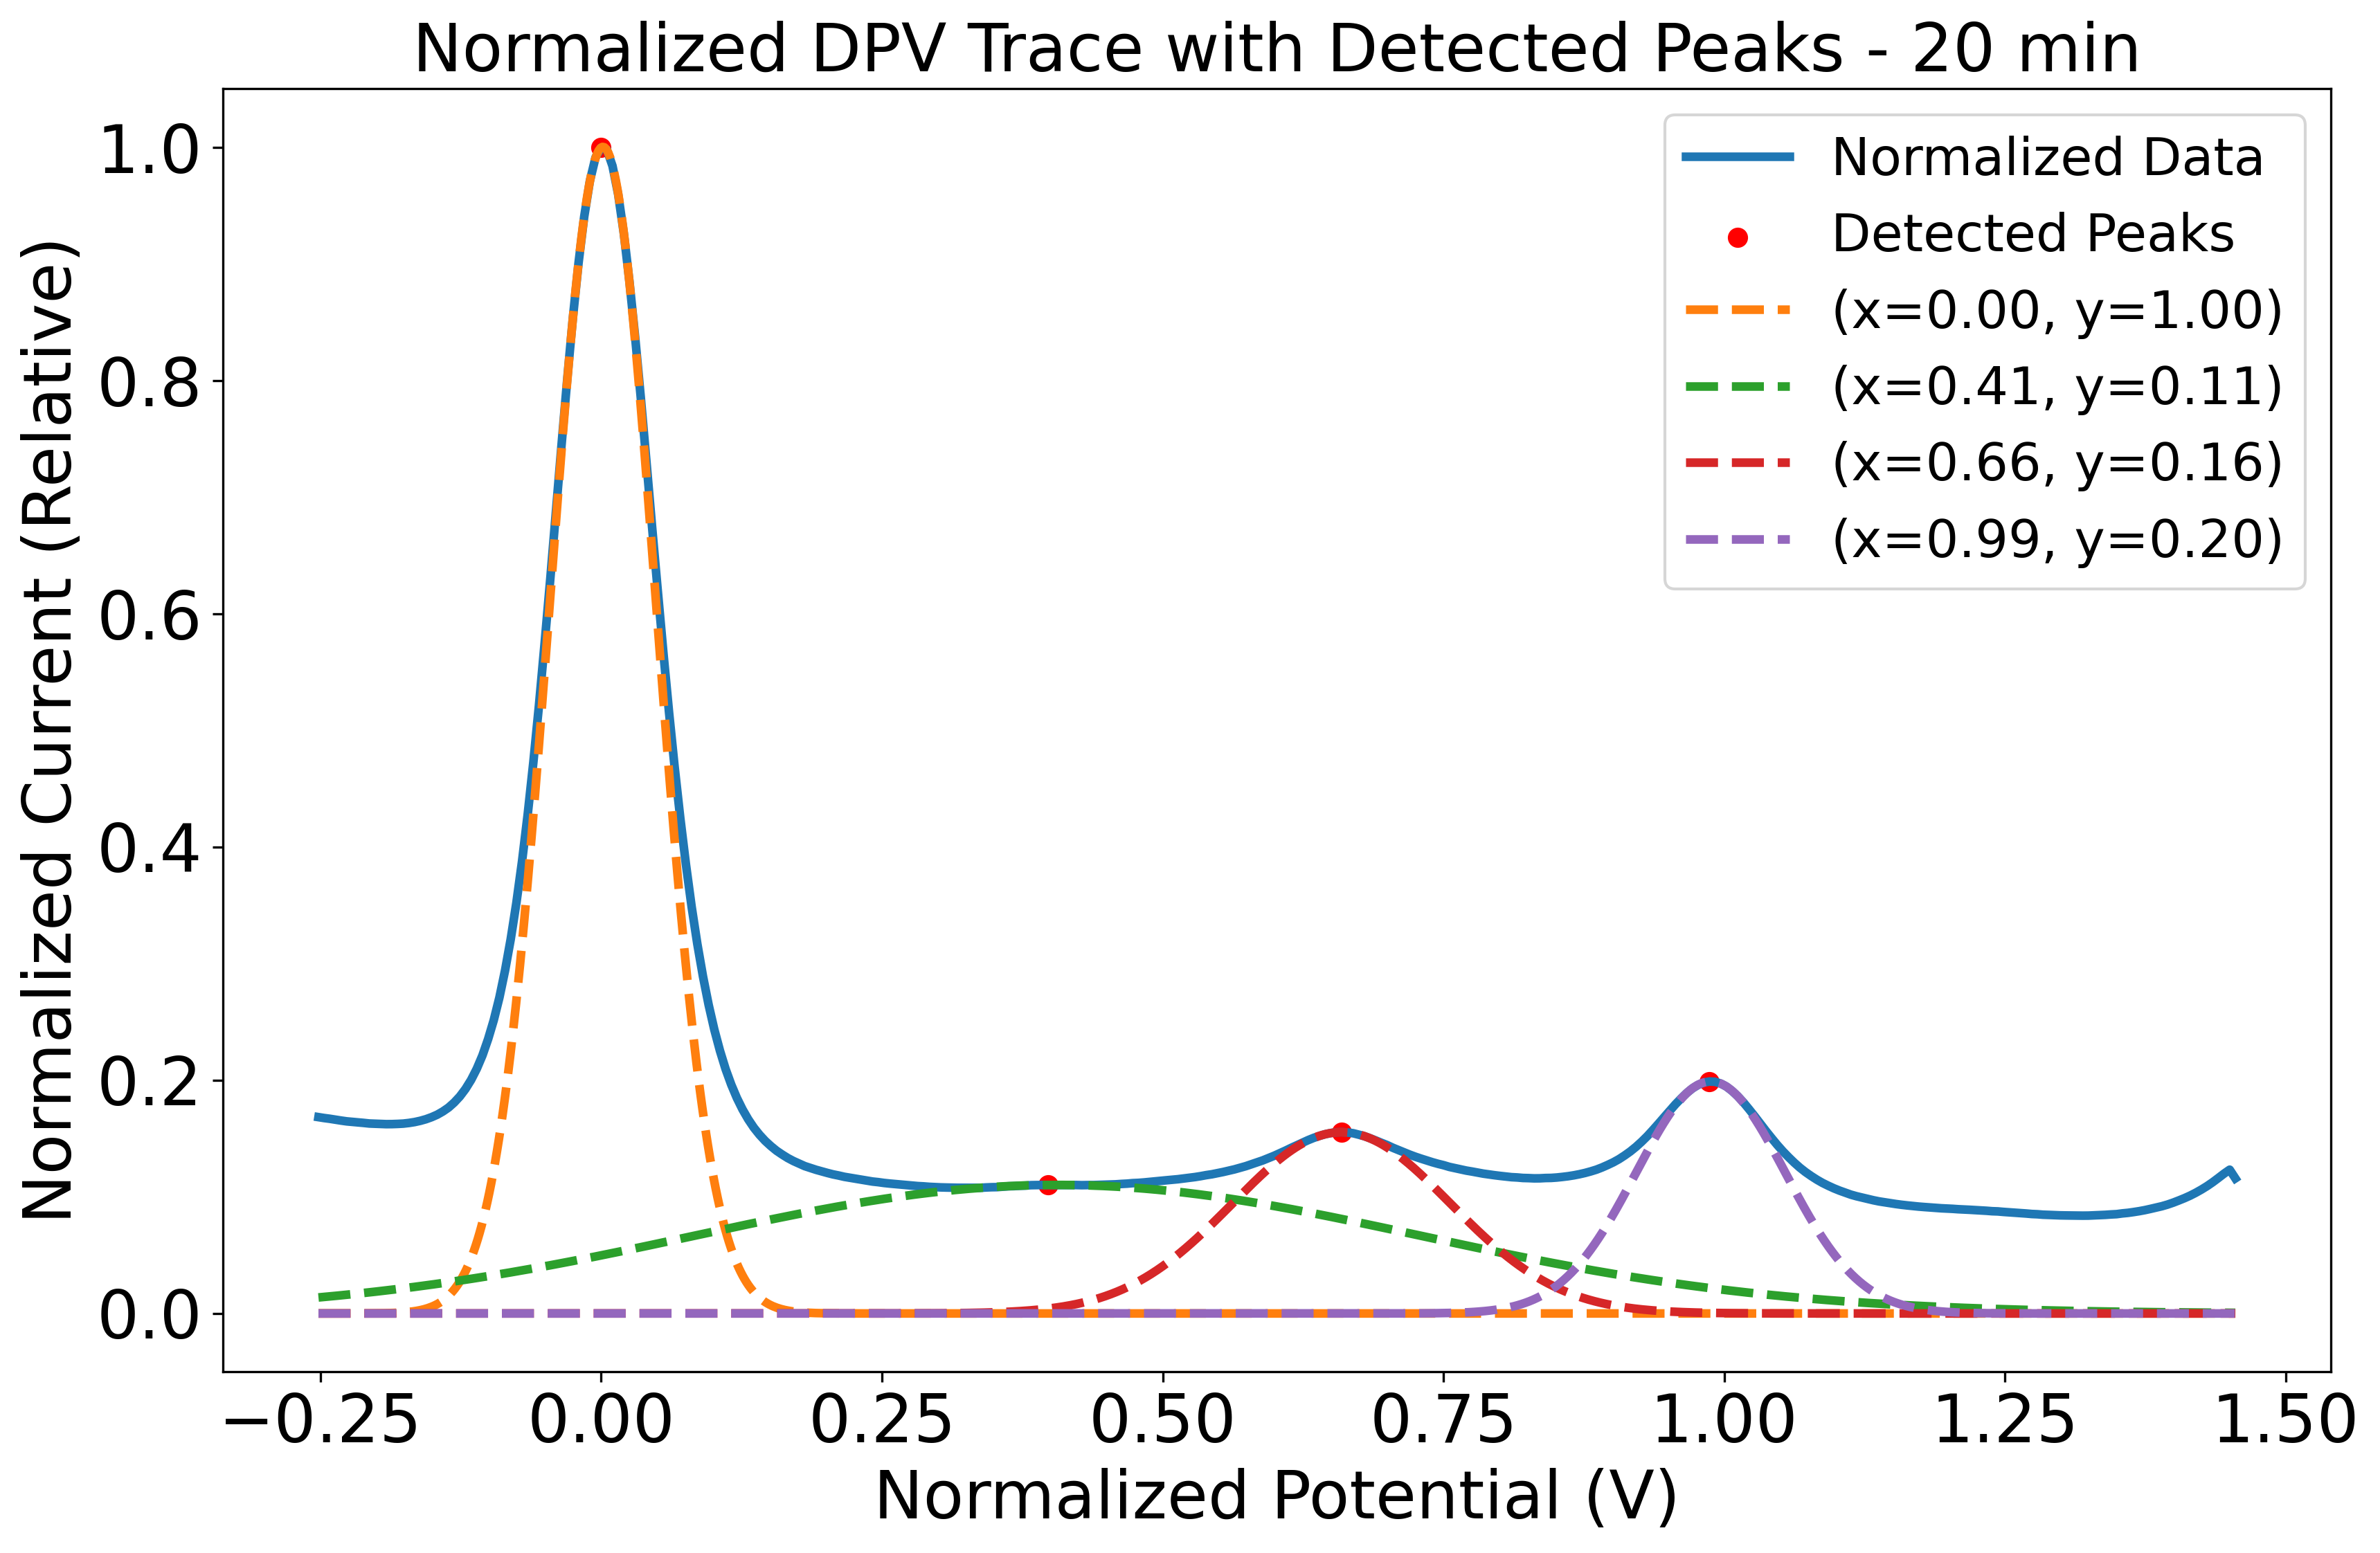 Normalized DPV Trace with Detected Peaks - 20 min
Normalized Current (Relative)
1.0
0.8
0.6
0.4
0.2
0.0
Normalized Data
Detected Peaks
(x=0.00, y=1.00)
(x=0.41, y=0.11)
(x=0.66, y=0.16)
(x=0.99, y=0.20)
−0.25 0.00 0.25 0.50 0.75 1.00 1.25 1.50
Normalized Potential (V)